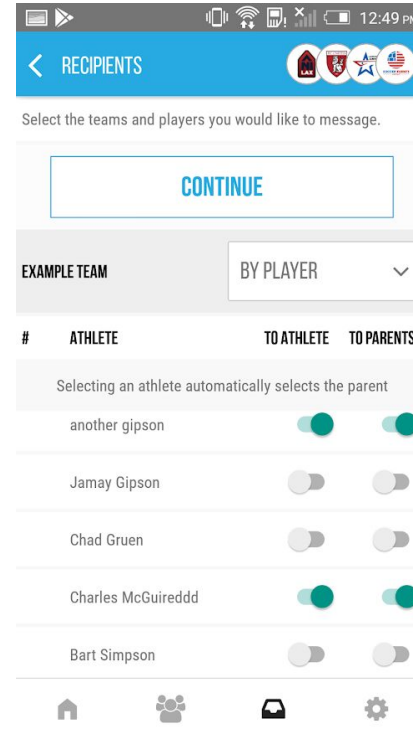 12:49 PM
RECIPIENTS
LAX
Select the teams and players you would like to message.
CONTINUE
EXAMPLE TEAM
BY PLAYER
# ATHLETE TO ATHLETE TO PARENTS
Selecting an athlete automatically selects the parent
another gipson
Jamay Gipson
Chad Gruen
Charles McGuireddd
Bart Simpson